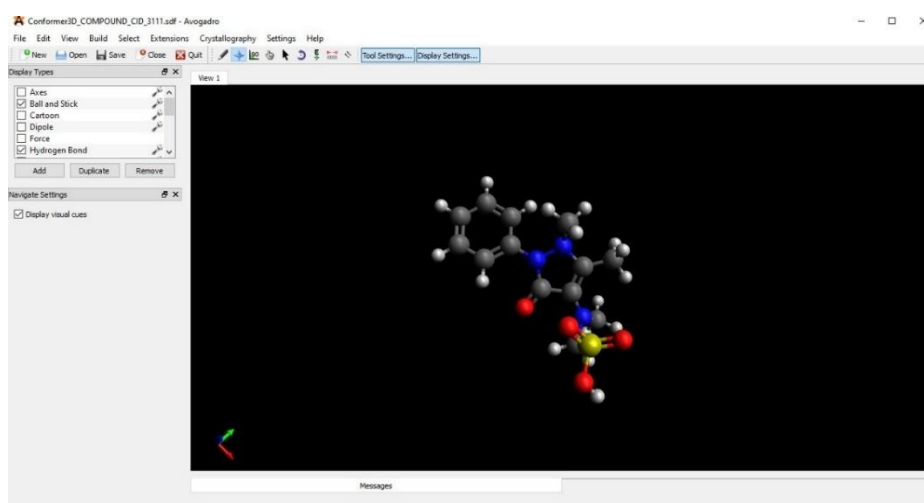 Conformer3D_COMPOUND_CID_3111.sdf - Avogadro
File Edit View Build Select Extensions Crystallography Settings Help
New Open Save Close Quit Tool Settings... Display Settings...
Display Types
View 1
Axes
Ball and Stick
Cartoon
Dipole
Force
Hydrogen Bond
Add Duplicate Remove
Navigate Settings
Display visual cues
Messages